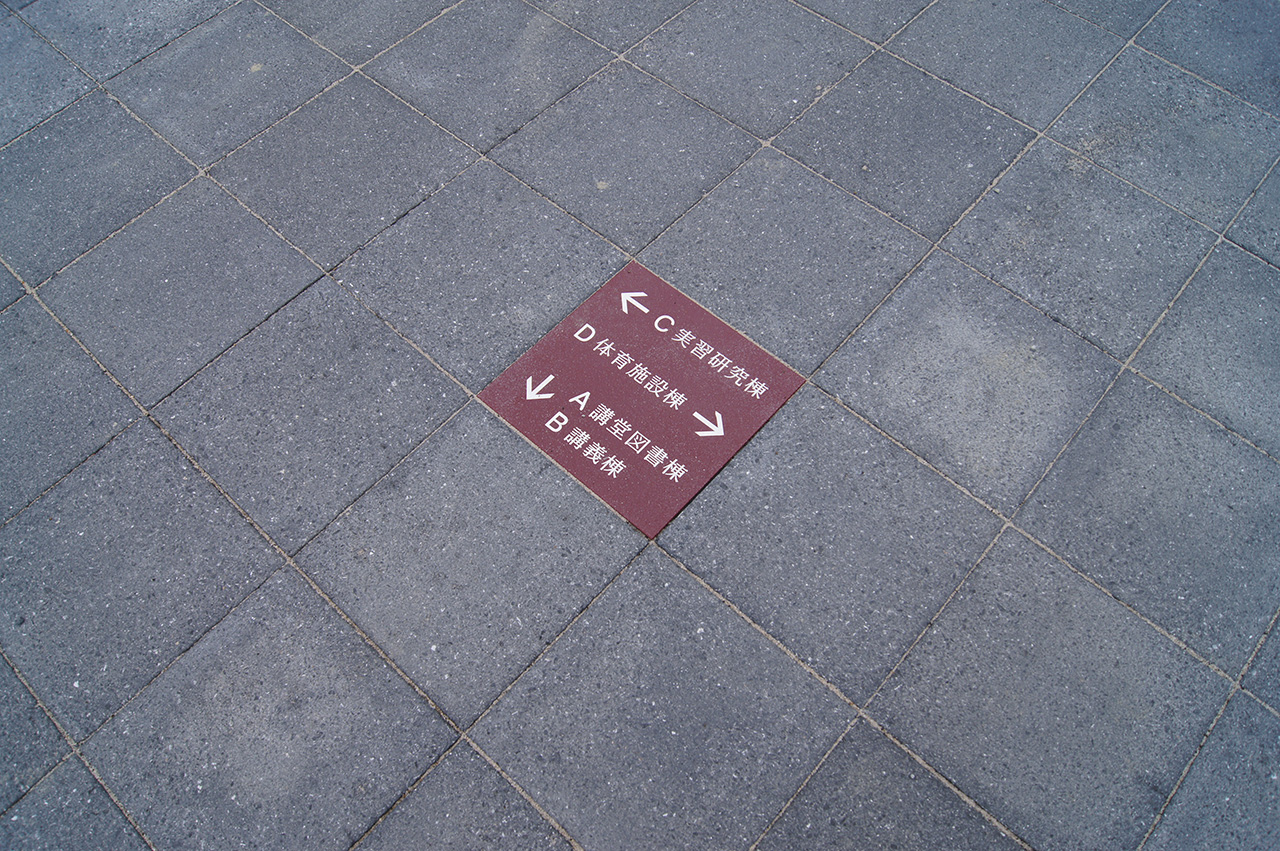 ← C 実習研究棟
D 体育施設棟 →
↓ A 講堂図書棟
B 講義棟